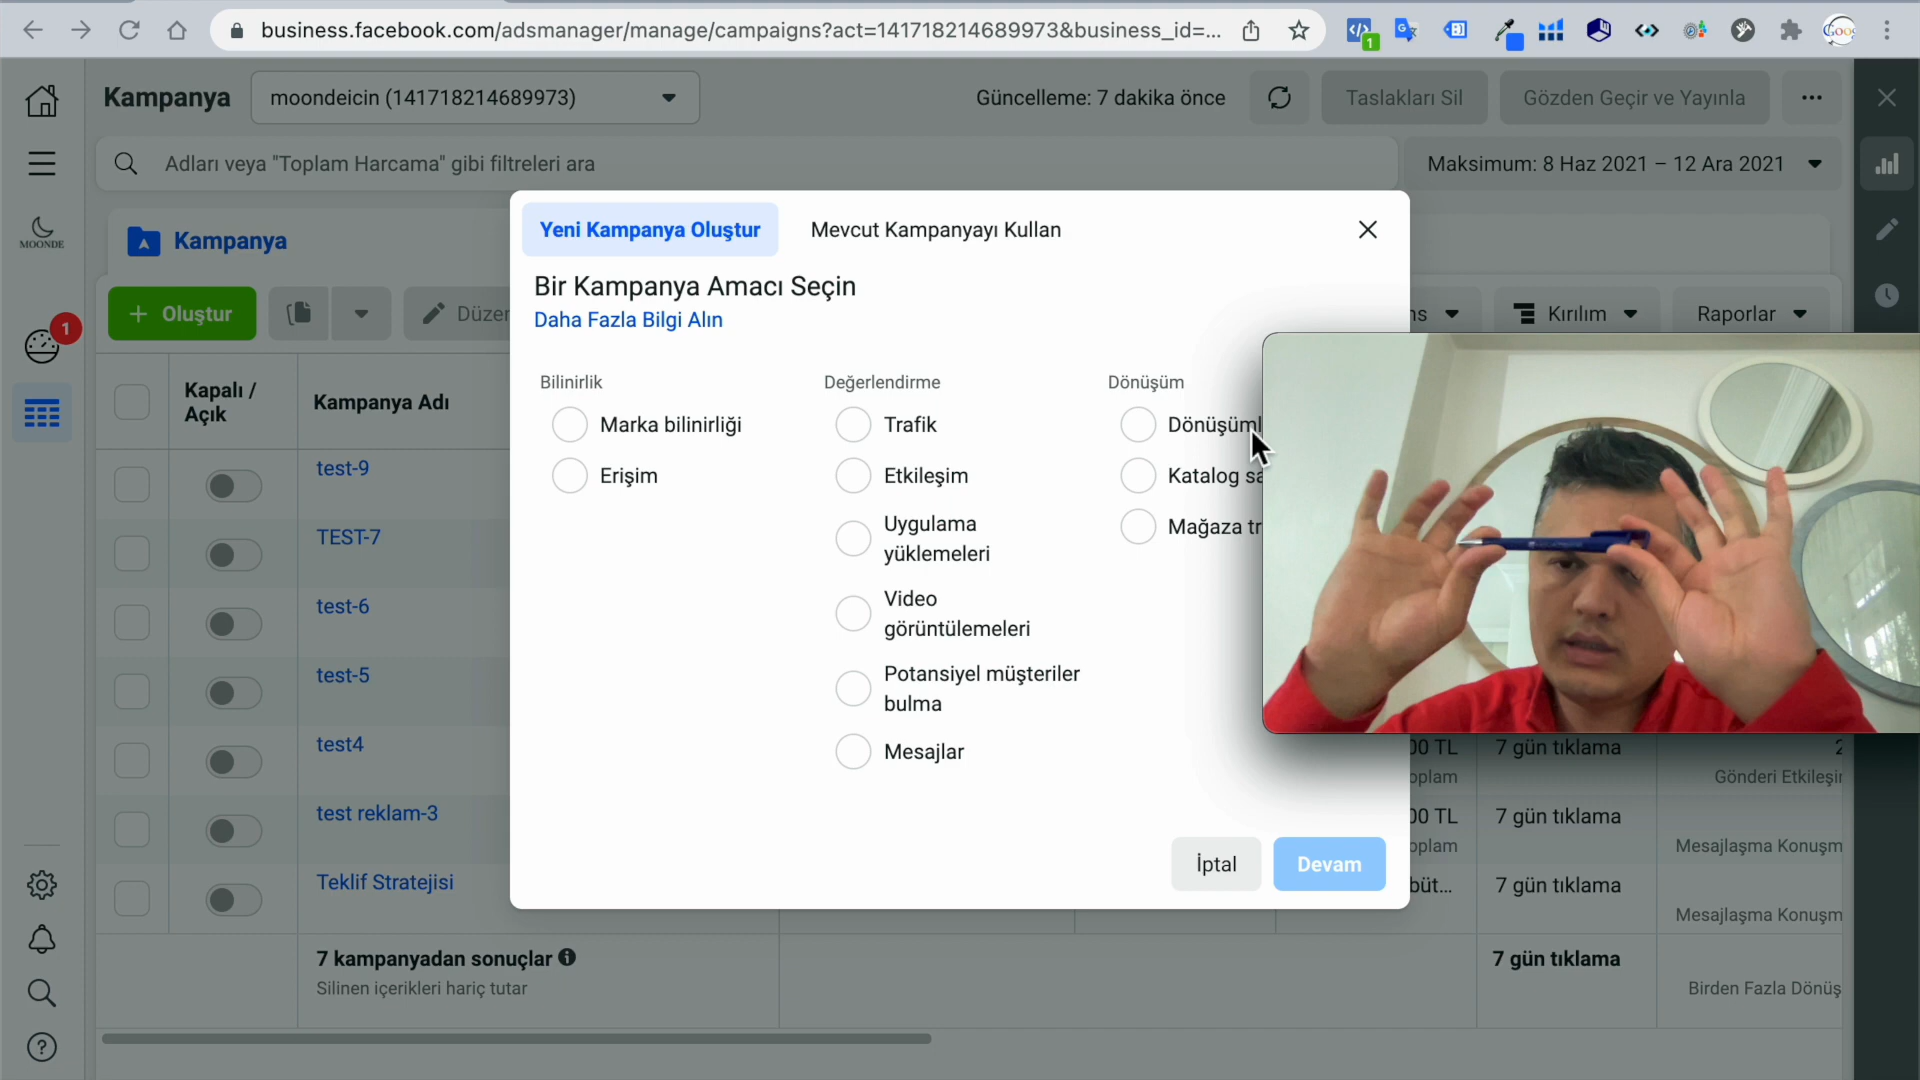 business.facebook.com/adsmanager/manage/campaigns?act=141718214689973&business_id=...
1
Kampanya
moondeicin (141718214689973)
Güncelleme: 7 dakika önce
Taslakları Sil
Gözden Geçir ve Yayınla
Adları veya "Toplam Harcama" gibi filtreleri ara
Maksimum: 8 Haz 2021 – 12 Ara 2021
MOONDE
Kampanya
Yeni Kampanya Oluştur
Mevcut Kampanyayı Kullan
Bir Kampanya Amacı Seçin
Daha Fazla Bilgi Alın
+ Oluştur
Düzen
ns
Kırılım
Raporlar
1
Kapalı / Açık
Kampanya Adı
Bilinirlik
Marka bilinirliği
Erişim
Değerlendirme
Trafik
Etkileşim
Uygulama
yüklemeleri
Video
görüntülemeleri
Potansiyel müşteriler
bulma
Mesajlar
Dönüşüm
Dönüşüml
Katalog sa
Mağaza tr
test-9
TEST-7
test-6
test-5
test4
00 TL
7 gün tıklama
2
oplam
Gönderi Etkileşir
test reklam-3
00 TL
7 gün tıklama
oplam
Mesajlaşma Konuşm
İptal
Devam
Teklif Stratejisi
büt...
7 gün tıklama
Mesajlaşma Konuşm
7 kampanyadan sonuçlar
7 gün tıklama
Silinen içerikleri hariç tutar
Birden Fazla Dönüş